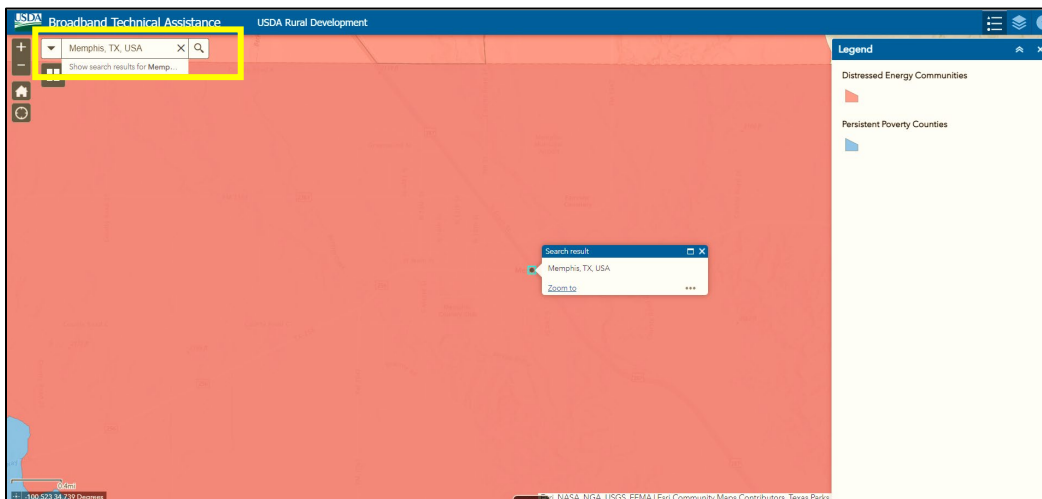 USDA Broadband Technical Assistance USDA Rural Development
Memphis, TX, USA
Show search results for Memp...
Legend
Distressed Energy Communities
Persistent Poverty Counties
Search result
Memphis, TX, USA
Zoom to
0.4mi
-100.523 34.739 Degrees
Esri, NASA, NGA, USGS, FEMA | Esri Community Maps Contributors, Texas Parks